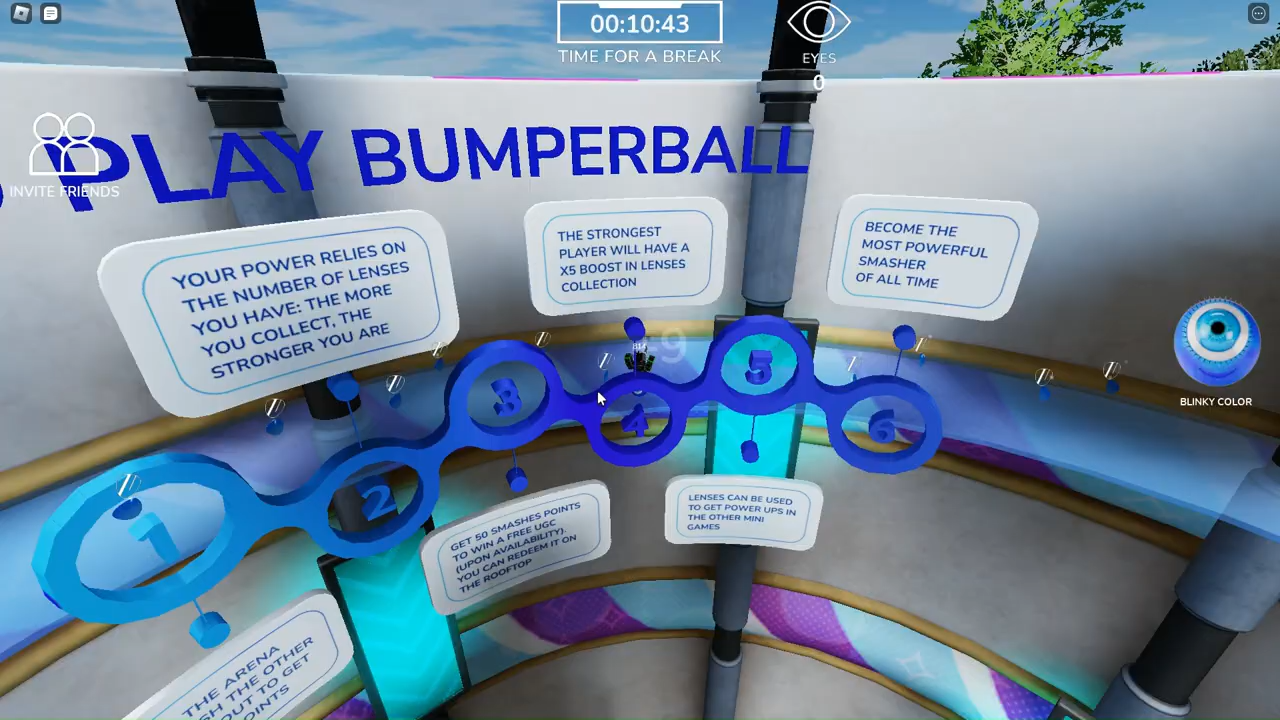 00:10:43
TIME FOR A BREAK
EYES
0
INVITE FRIENDS
PLAY BUMPERBALL
YOUR POWER RELIES ON
THE NUMBER OF LENSES
YOU HAVE: THE MORE
YOU COLLECT, THE
STRONGER YOU ARE
THE STRONGEST
PLAYER WILL HAVE A
X5 BOOST IN LENSES
COLLECTION
BECOME THE
MOST POWERFUL
SMASHER
OF ALL TIME
BLINKY COLOR
1
2
3
4
5
6
GET 50 SMASHES POINTS
TO WIN A FREE UGC
(UPON AVAILABILITY).
YOU CAN REDEEM IT ON
THE ROOFTOP
LENSES CAN BE USED
TO GET POWER UPS IN
THE OTHER MINI
GAMES
THE ARENA
THE OTHER
OUT TO GET